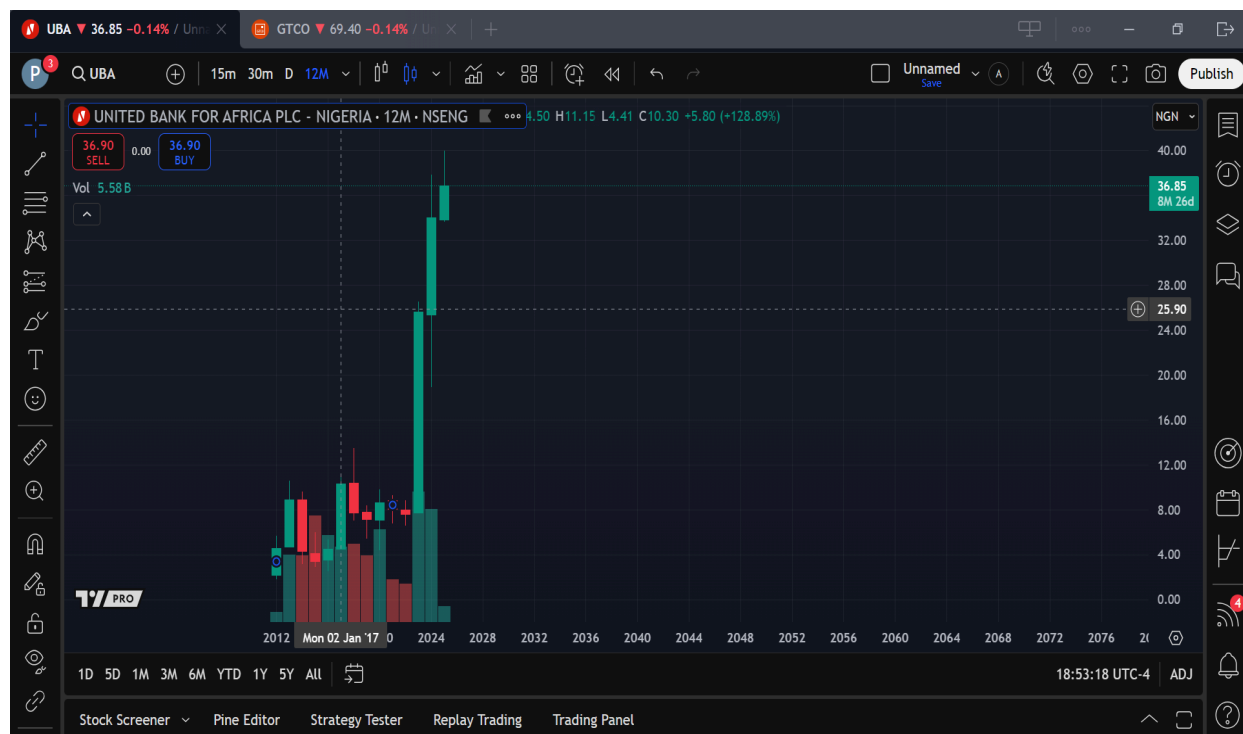 UBA ▼ 36.85 −0.14% / Unn
GTCO ▼ 69.40 −0.14% / Un
P 3
UBA
15m 30m D 12M
Unnamed
Save
A
Publish
UNITED BANK FOR AFRICA PLC - NIGERIA · 12M · NSENG
4.50 H11.15 L4.41 C10.30 +5.80 (+128.89%)
NGN
36.90
SELL
0.00
36.90
BUY
Vol 5.58B
40.00
36.85
8M 26d
32.00
28.00
25.90
24.00
20.00
16.00
12.00
8.00
4.00
0.00
PRO
2012 Mon 02 Jan '17 0 2024 2028 2032 2036 2040 2044 2048 2052 2056 2060 2064 2068 2072 2076
4
1D 5D 1M 3M 6M YTD 1Y 5Y All
18:53:18 UTC-4 ADJ
Stock Screener Pine Editor Strategy Tester Replay Trading Trading Panel